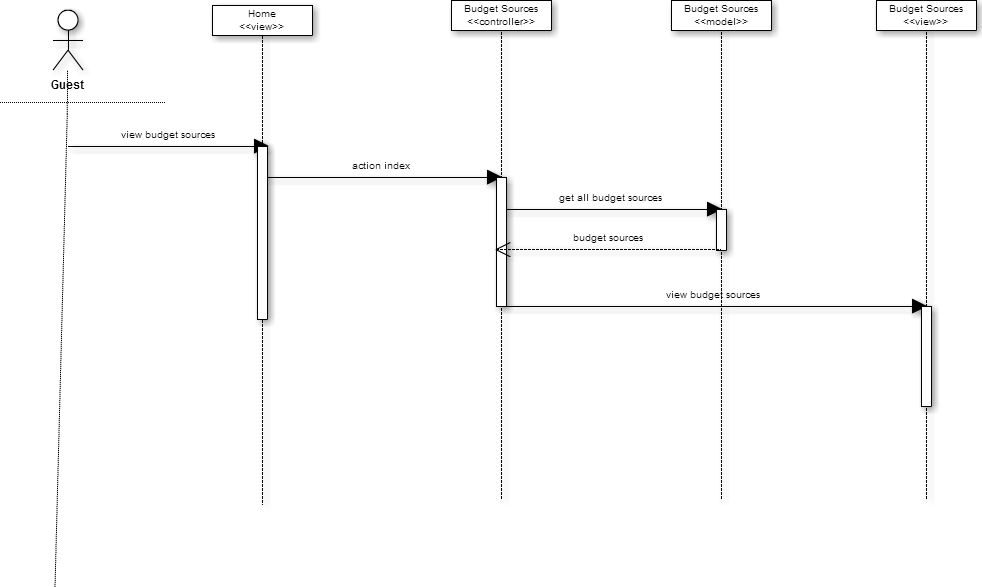 Home
<<view>>
Budget Sources
<<controller>>
Budget Sources
<<model>>
Budget Sources
<<view>>
Guest
view budget sources
action index
get all budget sources
budget sources
view budget sources